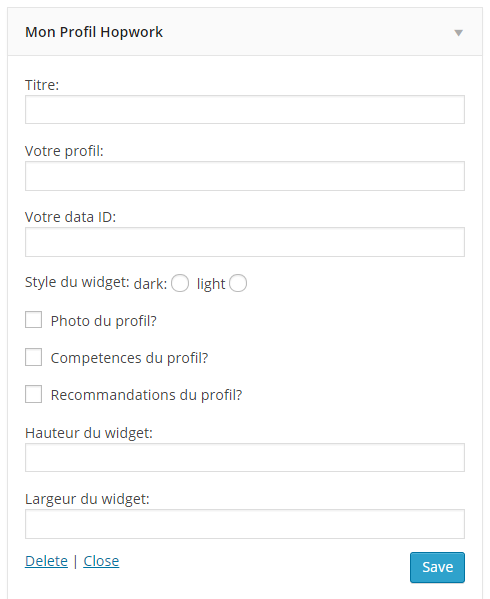 Mon Profil Hopwork
Titre:
Votre profil:
Votre data ID:
Style du widget: dark: light
Photo du profil?
Competences du profil?
Recommandations du profil?
Hauteur du widget:
Largeur du widget:
Delete | Close Save